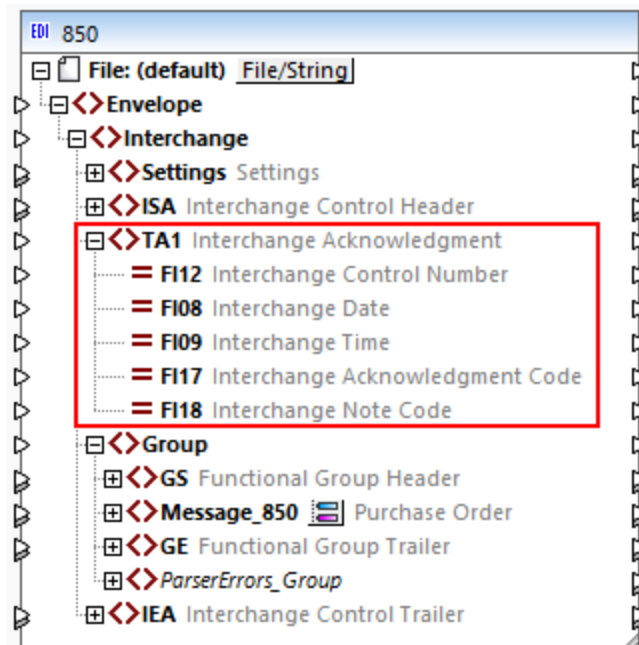 EDI 850
File: (default) File/String
Envelope
Interchange
Settings Settings
ISA Interchange Control Header
TA1 Interchange Acknowledgment
FI12 Interchange Control Number
FI08 Interchange Date
FI09 Interchange Time
FI17 Interchange Acknowledgment Code
FI18 Interchange Note Code
Group
GS Functional Group Header
Message_850 Purchase Order
GE Functional Group Trailer
ParserErrors_Group
IEA Interchange Control Trailer